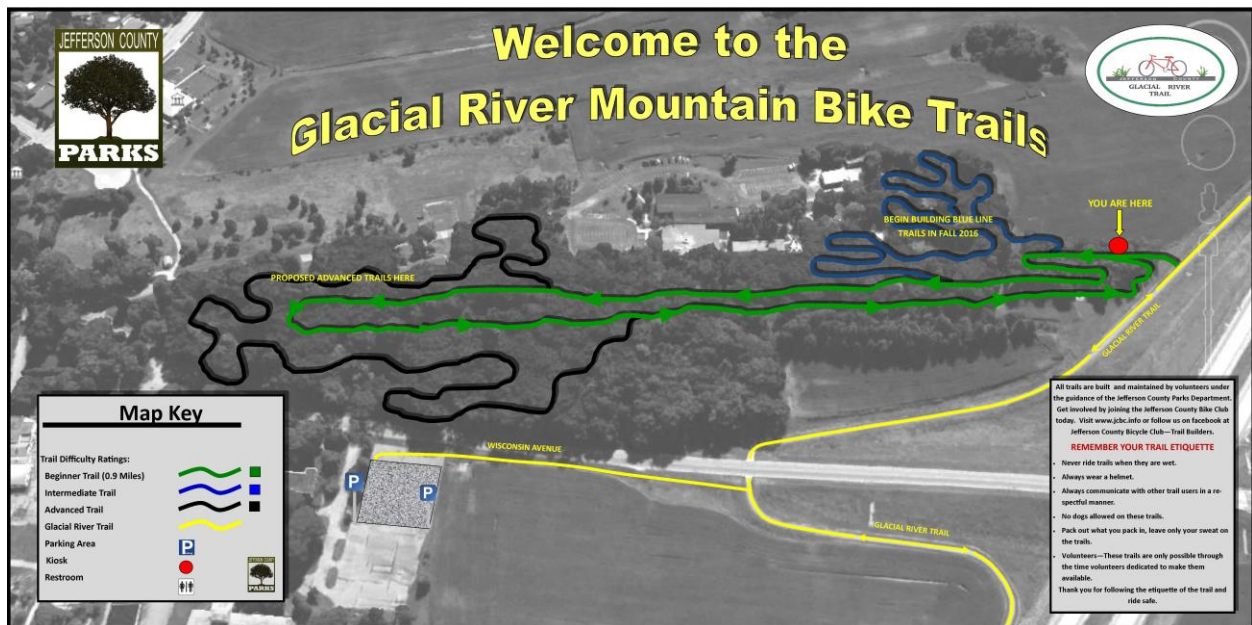 JEFFERSON COUNTY
PARKS
Welcome to the
Glacial River Mountain Bike Trails
JEFFERSON COUNTY
GLACIAL RIVER
TRAIL
YOU ARE HERE
BEGIN BUILDING BLUE LINE
TRAILS IN FALL 2016
PROPOSED ADVANCED TRAILS HERE
GLACIAL RIVER TRAIL
WISCONSIN AVENUE
GLACIAL RIVER TRAIL
P
P
Map Key
Trail Difficulty Ratings:
Beginner Trail (0.9 Miles)
Intermediate Trail
Advanced Trail
Glacial River Trail
Parking Area
P
Kiosk
Restroom
PARKS
All trails are built and maintained by volunteers under
the guidance of the Jefferson County Parks Department.
Get involved by joining the Jefferson County Bike Club
today. Visit www.jcbc.info or follow us on facebook at
Jefferson County Bicycle Club—Trail Builders.
REMEMBER YOUR TRAIL ETIQUETTE
• Never ride trails when they are wet.
• Always wear a helmet.
• Always communicate with other trail users in a re-
spectful manner.
• No dogs allowed on these trails.
• Pack out what you pack in, leave only your sweat on
the trails.
• Volunteers—These trails are only possible through
the time volunteers dedicated to make them
available.
Thank you for following the etiquette of the trail and
ride safe.